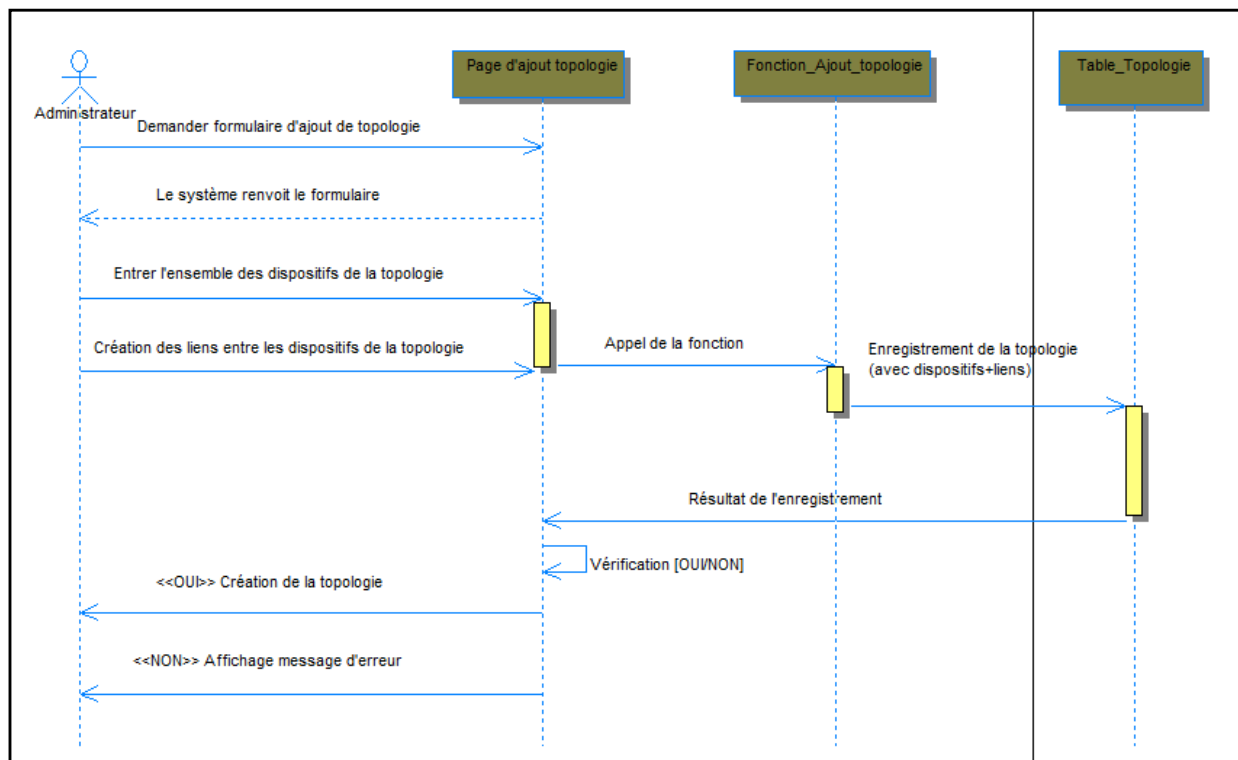 Page d'ajout topologie
Fonction_Ajout_topologie
Table_Topologie
Administrateur
Demander formulaire d'ajout de topologie
Le système renvoit le formulaire
Entrer l'ensemble des dispositifs de la topologie
Création des liens entre les dispositifs de la topologie
Appel de la fonction
Enregistrement de la topologie
(avec dispositifs+liens)
Résultat de l'enregistrement
Vérification [OUI/NON]
<<OUI>> Création de la topologie
<<NON>> Affichage message d'erreur